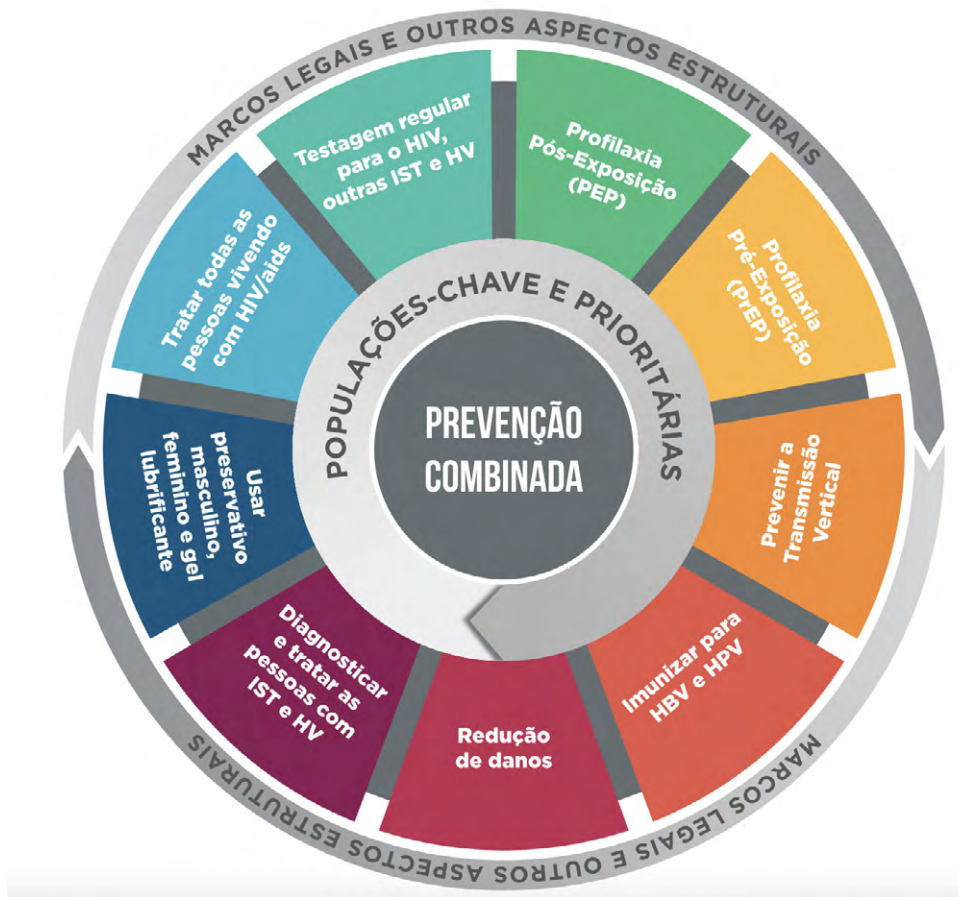 MARCOS LEGAIS E OUTROS ASPECTOS ESTRUTURAIS
Testagem regular
para o HIV,
outras IST e HV
Profilaxia
Pós-Exposição
(PEP)
Profilaxia
Pré-Exposição
(PrEP)
Prevenir a
Transmissão
Vertical
Imunizar para
HBV e HPV
Redução
de danos
Diagnosticar
e tratar as
pessoas com
IST e HV
Usar
preservativo
masculino,
feminino e gel
lubrificante
Tratar todas as
pessoas vivendo
com HIV/aids
POPULAÇÕES-CHAVE E PRIORITÁRIAS
PREVENÇÃO
COMBINADA
MARCOS LEGAIS E OUTROS ASPECTOS ESTRUTURAIS